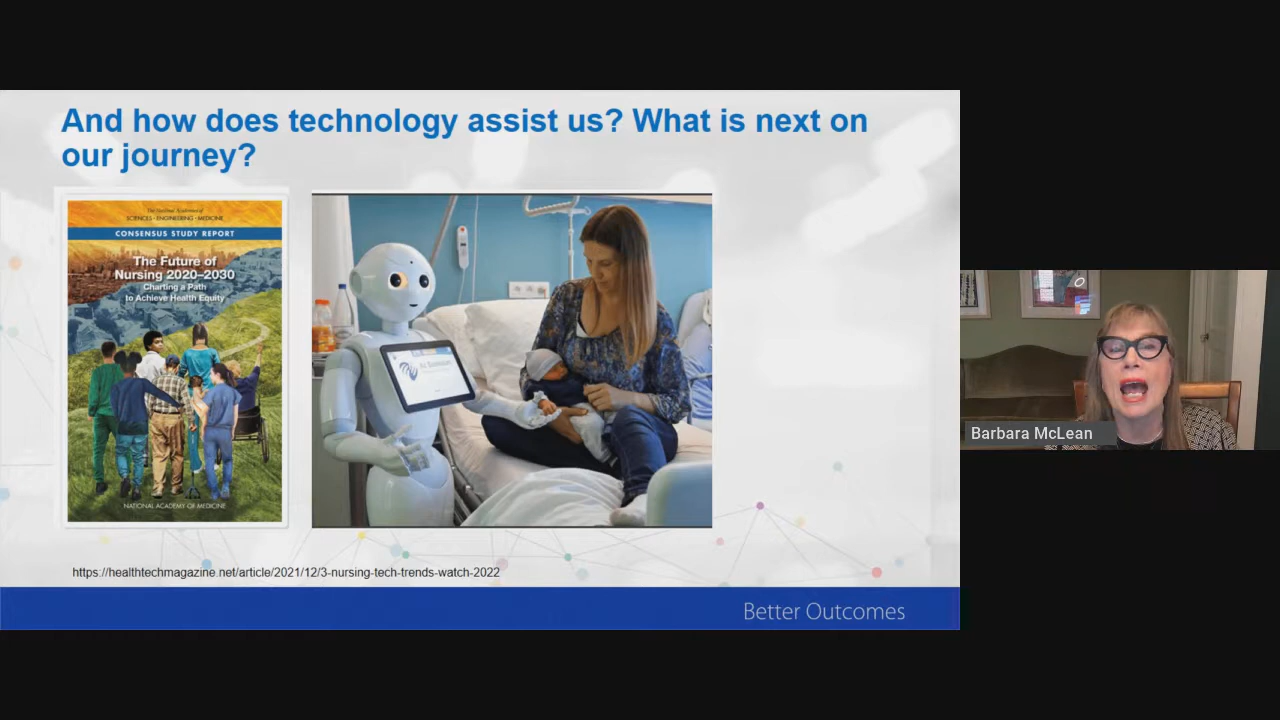 And how does technology assist us? What is next on
our journey?
The National Academies of
SCIENCES · ENGINEERING · MEDICINE
CONSENSUS STUDY REPORT
The Future of
Nursing 2020–2030
Charting a Path
to Achieve Health Equity
NATIONAL ACADEMY OF MEDICINE
https://healthtechmagazine.net/article/2021/12/3-nursing-tech-trends-watch-2022
Better Outcomes
Barbara McLean